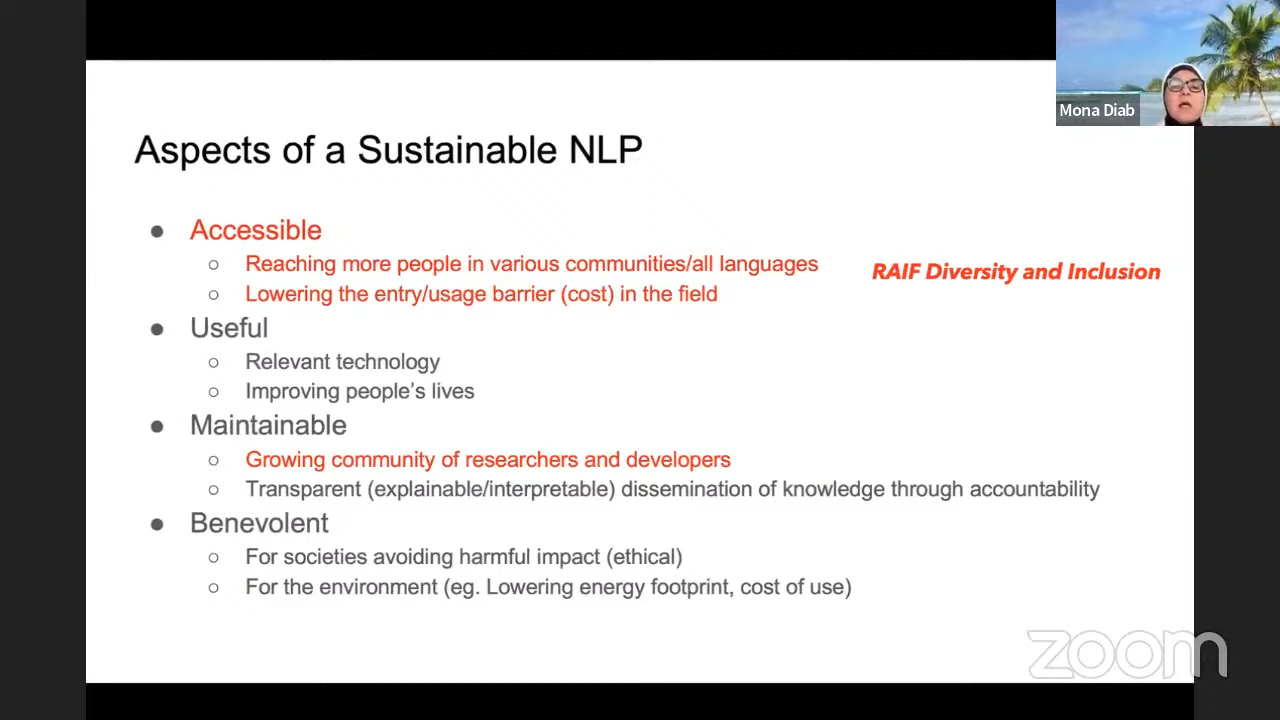 Mona Diab
Aspects of a Sustainable NLP
● Accessible
○ Reaching more people in various communities/all languages
RAIF Diversity and Inclusion
○ Lowering the entry/usage barrier (cost) in the field
● Useful
○ Relevant technology
○ Improving people’s lives
● Maintainable
○ Growing community of researchers and developers
○ Transparent (explainable/interpretable) dissemination of knowledge through accountability
● Benevolent
○ For societies avoiding harmful impact (ethical)
○ For the environment (eg. Lowering energy footprint, cost of use)
zoom